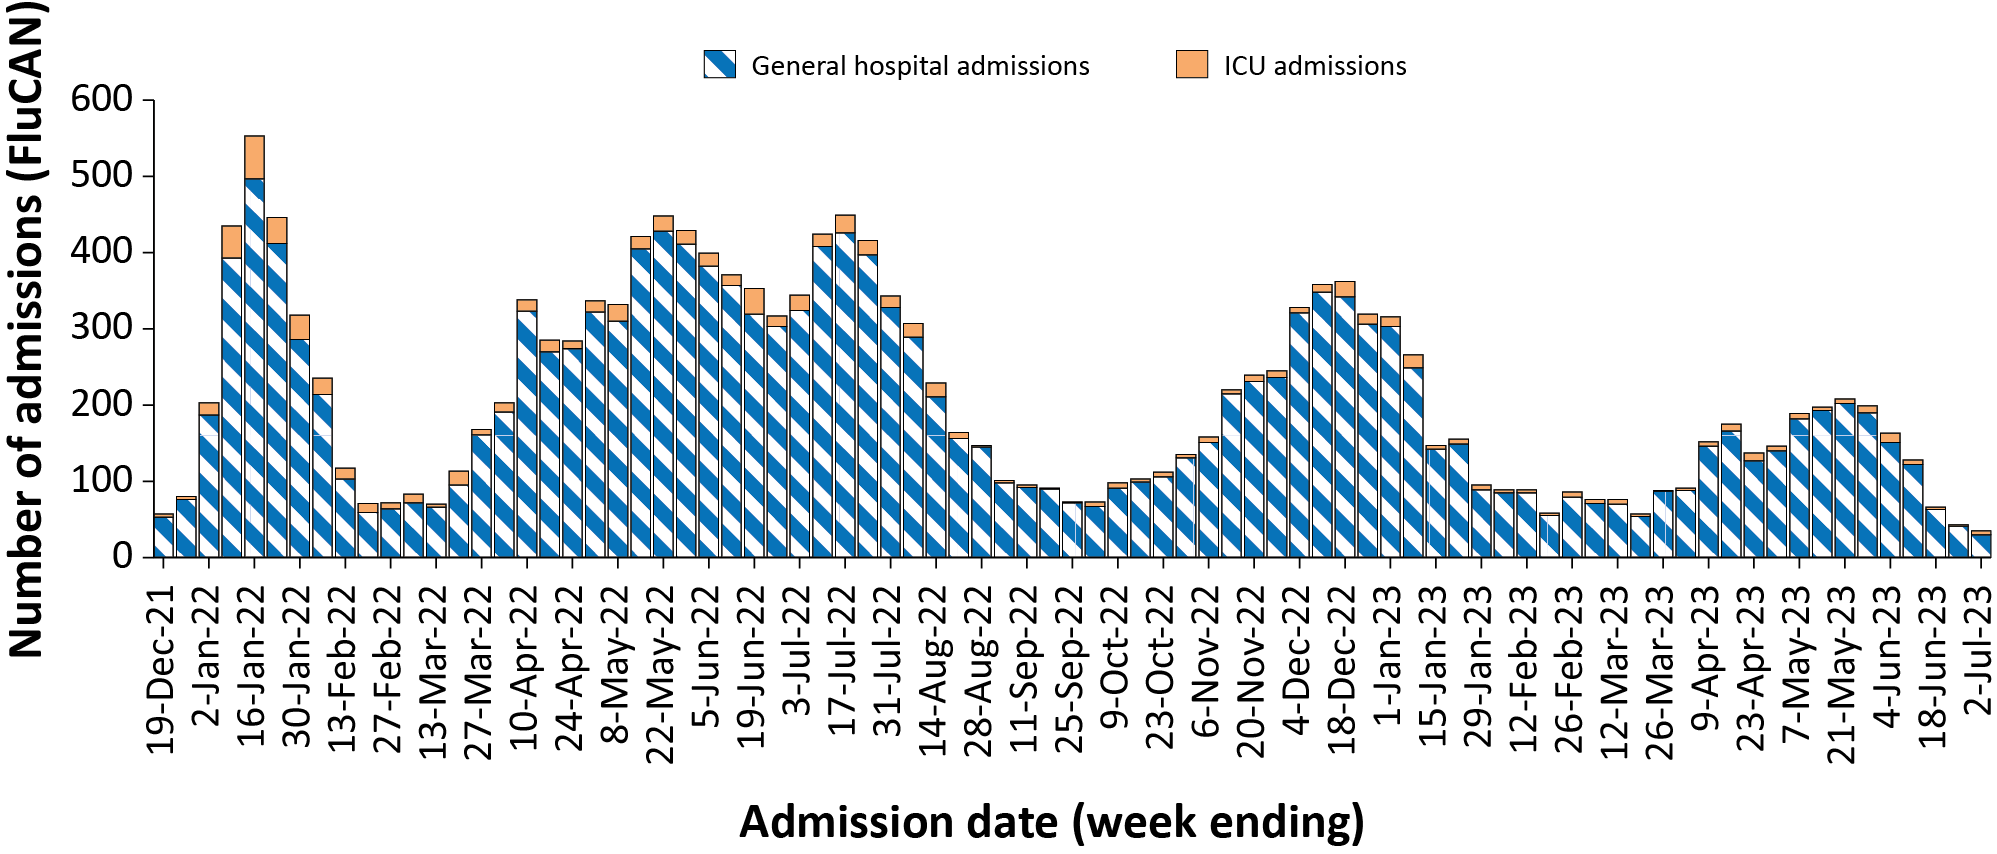 Number of admissions (FluCAN)
General hospital admissions
ICU admissions
600
500
400
300
200
100
0
19-Dec-21
2-Jan-22
16-Jan-22
30-Jan-22
13-Feb-22
27-Feb-22
13-Mar-22
27-Mar-22
10-Apr-22
24-Apr-22
8-May-22
22-May-22
5-Jun-22
19-Jun-22
3-Jul-22
17-Jul-22
31-Jul-22
14-Aug-22
28-Aug-22
11-Sep-22
25-Sep-22
9-Oct-22
23-Oct-22
6-Nov-22
20-Nov-22
4-Dec-22
18-Dec-22
1-Jan-23
15-Jan-23
29-Jan-23
12-Feb-23
26-Feb-23
12-Mar-23
26-Mar-23
9-Apr-23
23-Apr-23
7-May-23
21-May-23
4-Jun-23
18-Jun-23
2-Jul-23
Admission date (week ending)